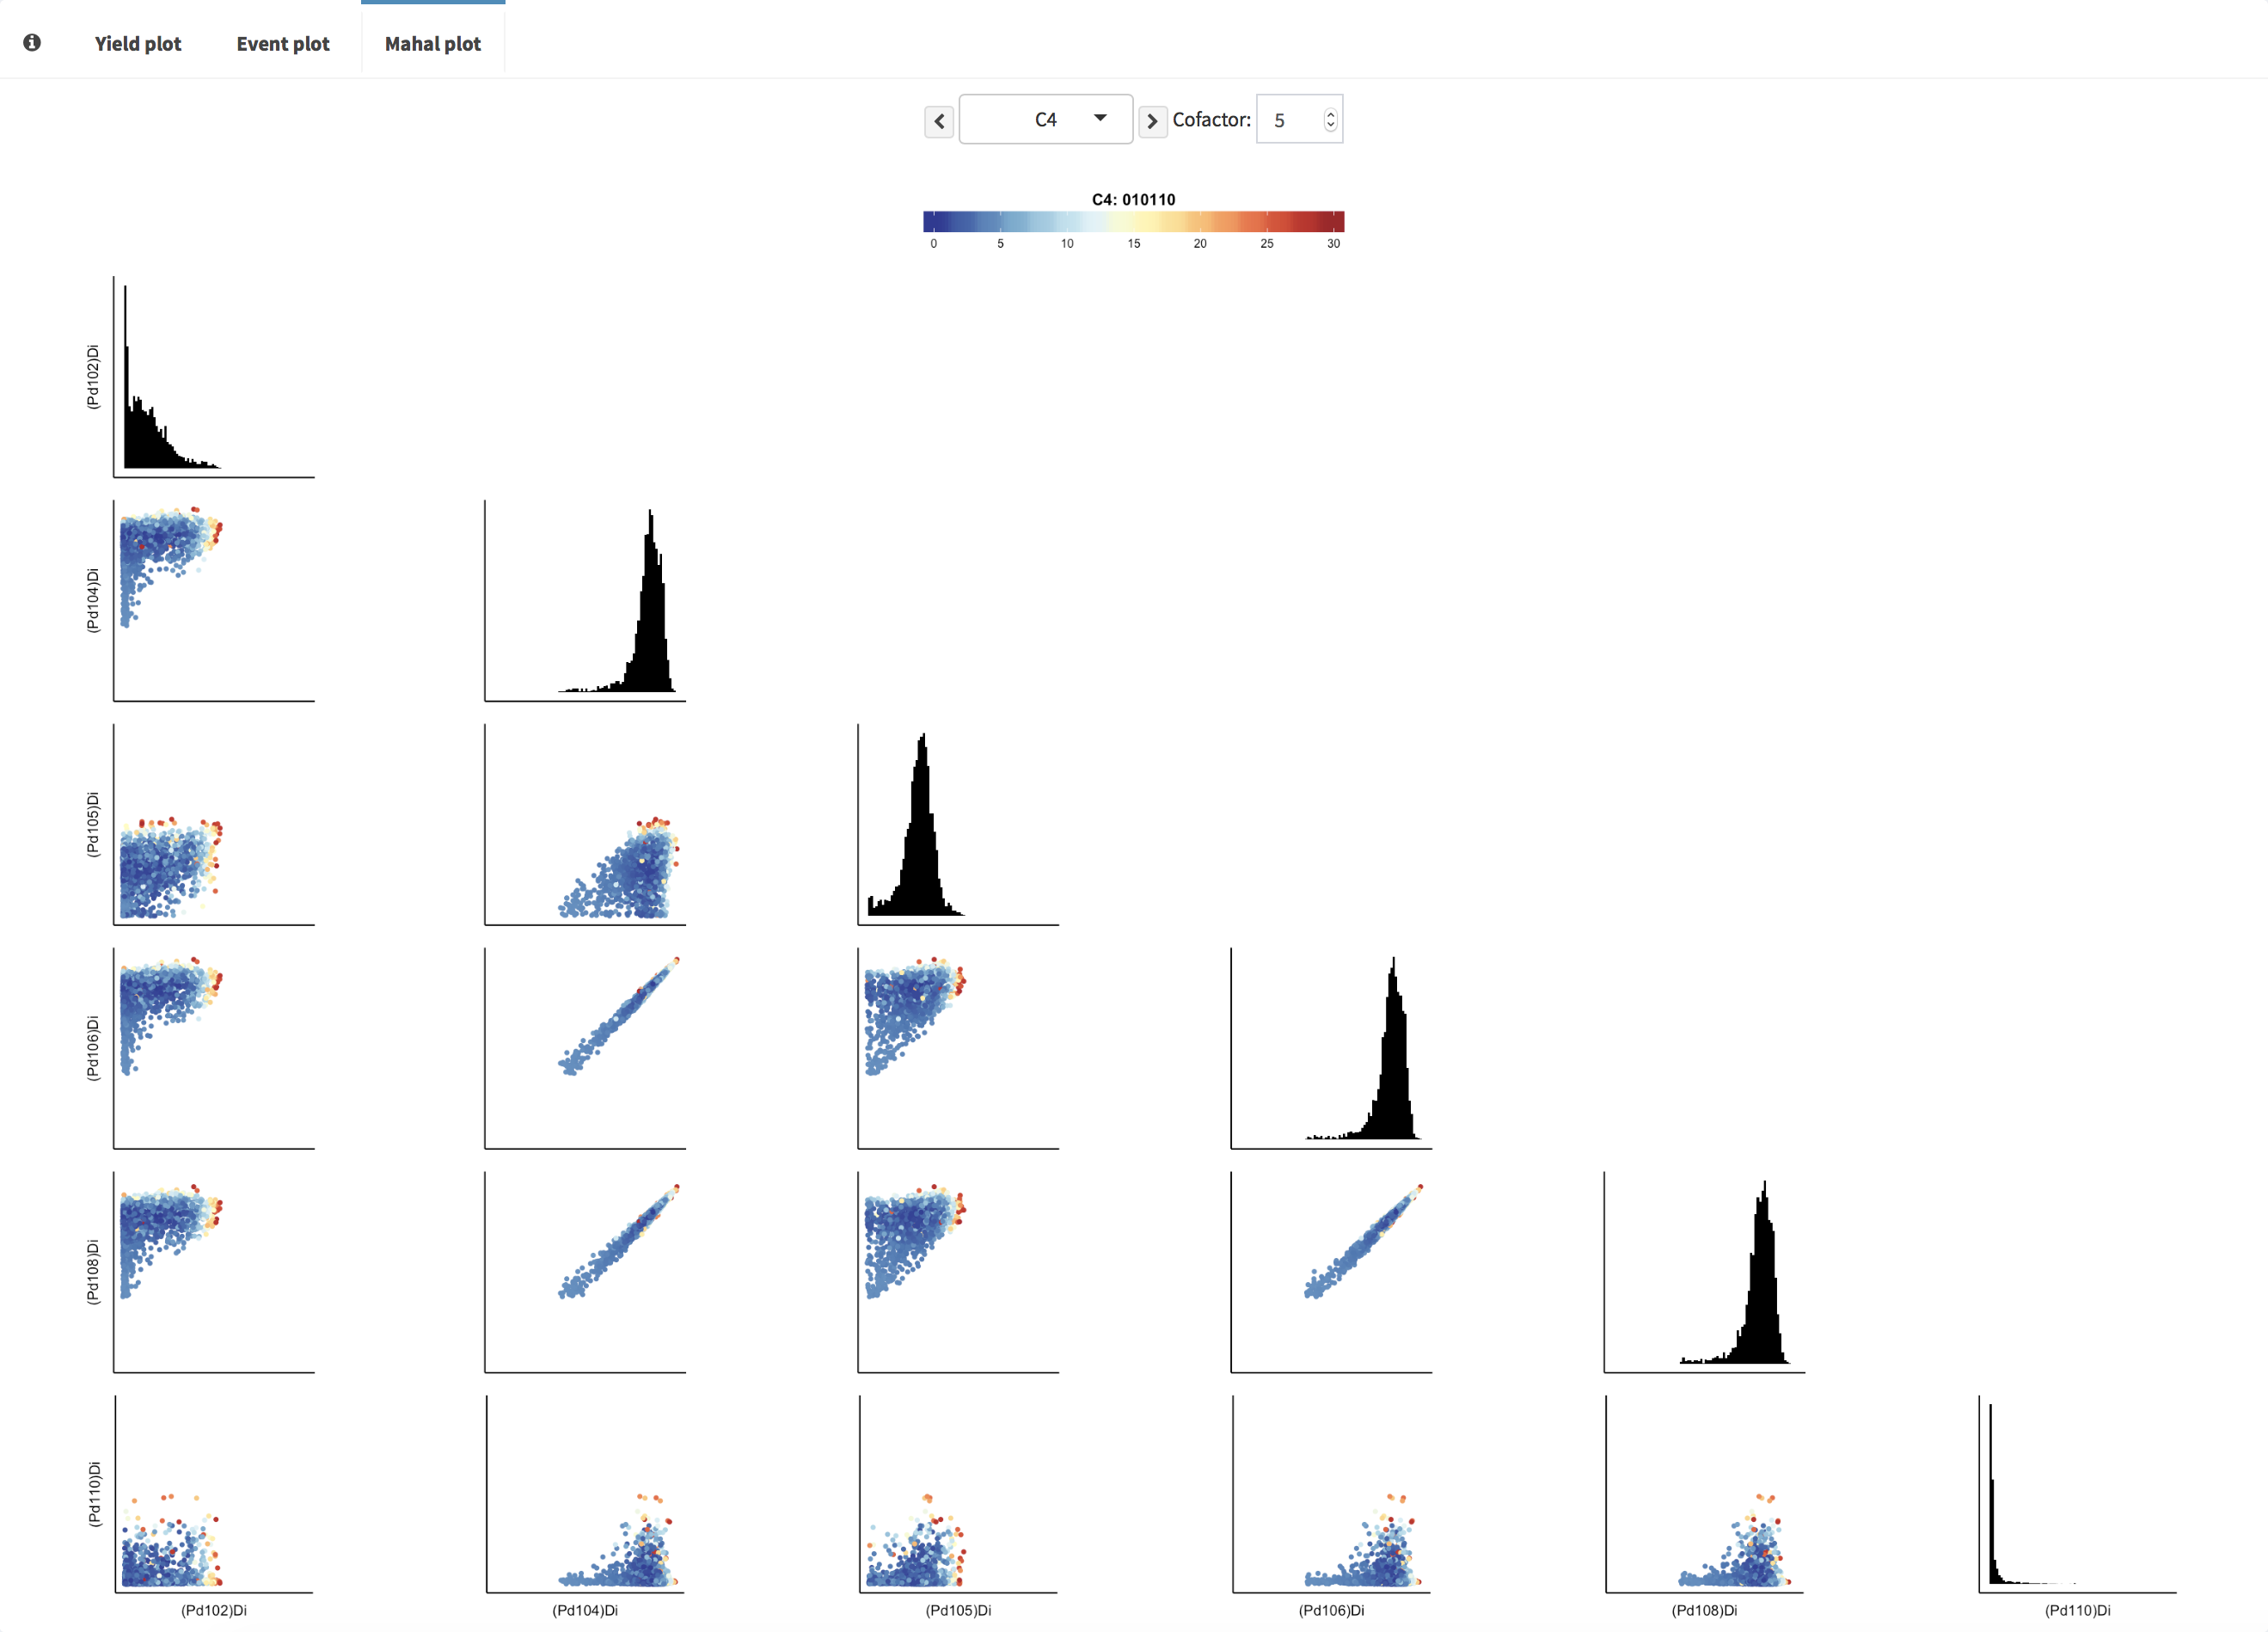 Yield plot Event plot Mahal plot
C4 Cofactor: 5
C4: 010110
0 5 10 15 20 25 30
(Pd102)Di
(Pd104)Di
(Pd105)Di
(Pd106)Di
(Pd108)Di
(Pd110)Di
(Pd102)Di (Pd104)Di (Pd105)Di (Pd106)Di (Pd108)Di (Pd110)Di